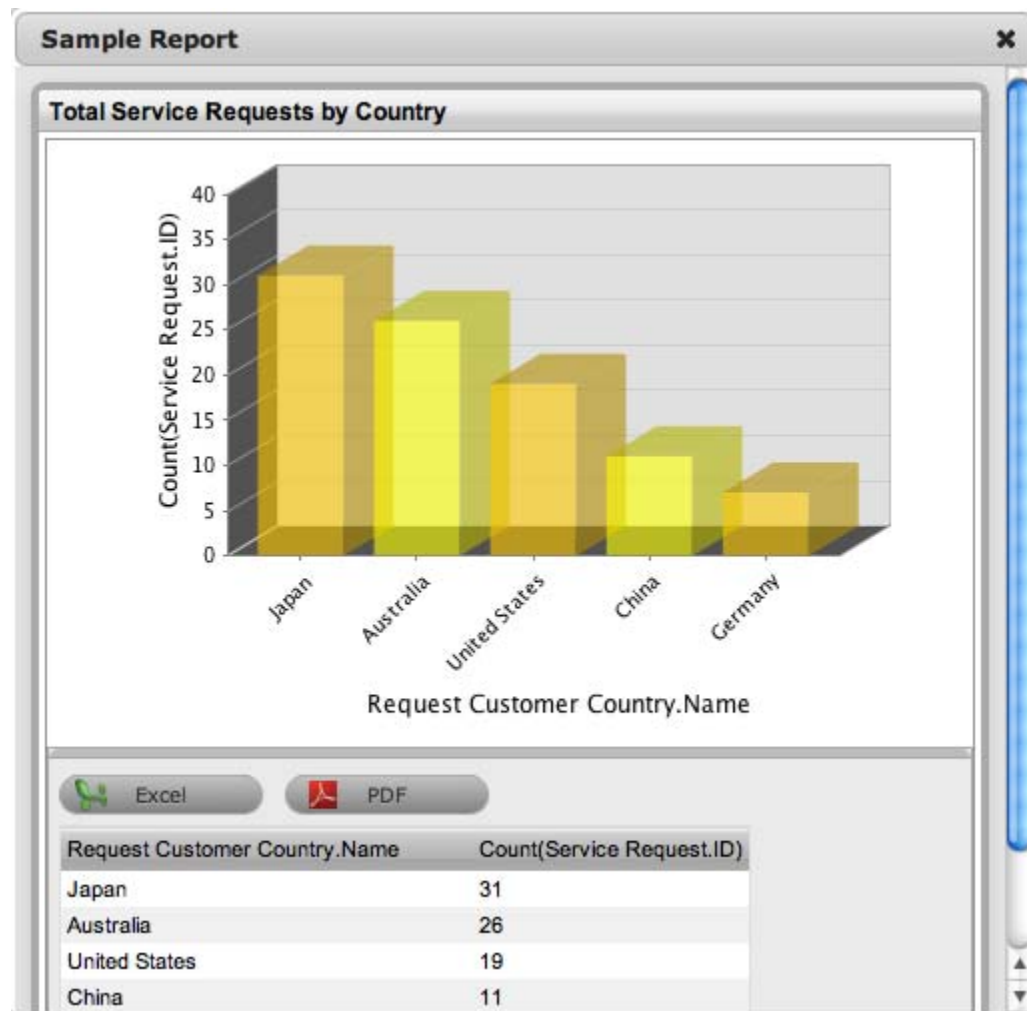 Sample Report
Total Service Requests by Country
Count(Service Request.ID)
40
35
30
25
20
15
10
5
0
Japan
Australia
United States
China
Germany
Request Customer Country.Name
Excel
PDF
Request Customer Country.Name Count(Service Request.ID)
Japan 31
Australia 26
United States 19
China 11